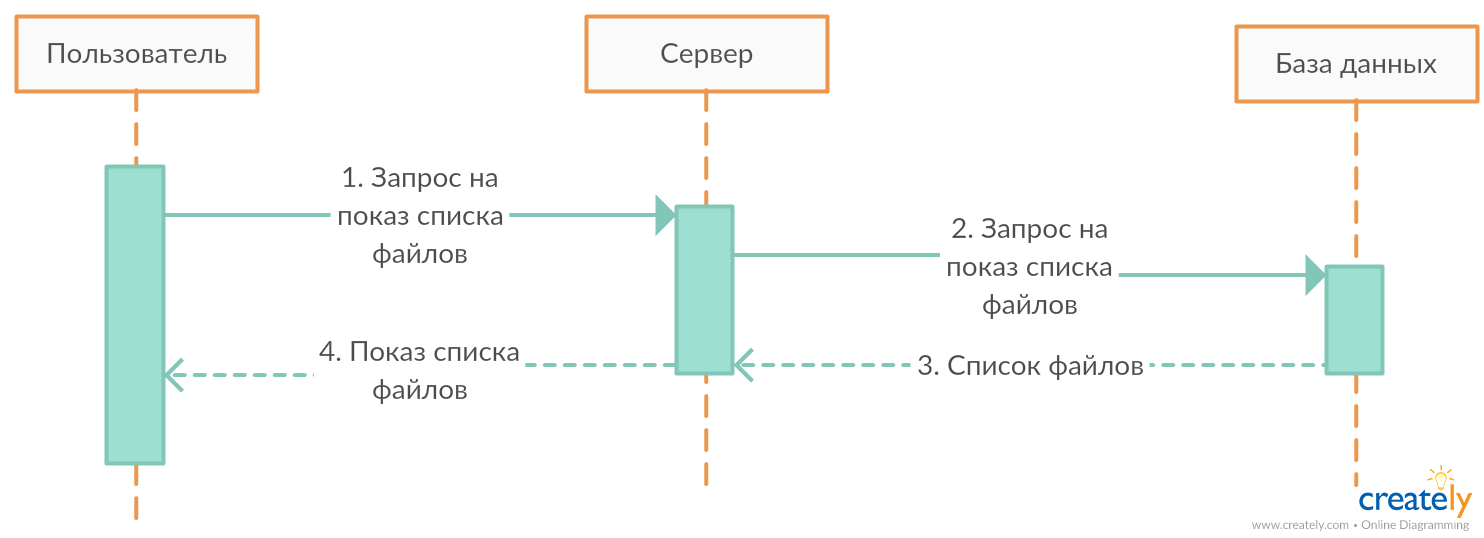 Пользователь
Сервер
База данных
1. Запрос на
показ списка
файлов
2. Запрос на
показ списка
файлов
3. Список файлов
4. Показ списка
файлов
creately
www.creately.com • Online Diagramming